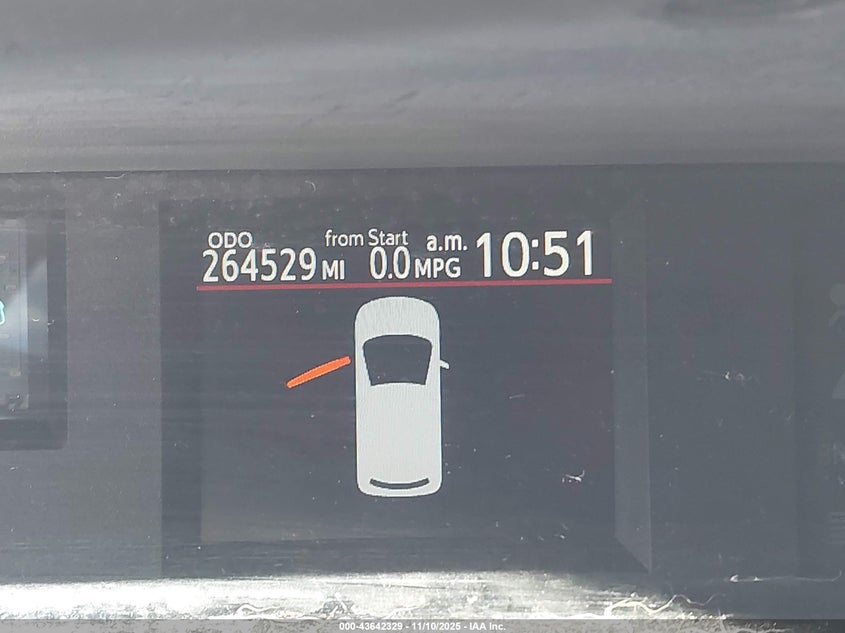 ODO from Start a.m. 10:51
264529 MI 0.0 MPG
000-43642329 - 11/10/2025 - IAA Inc.